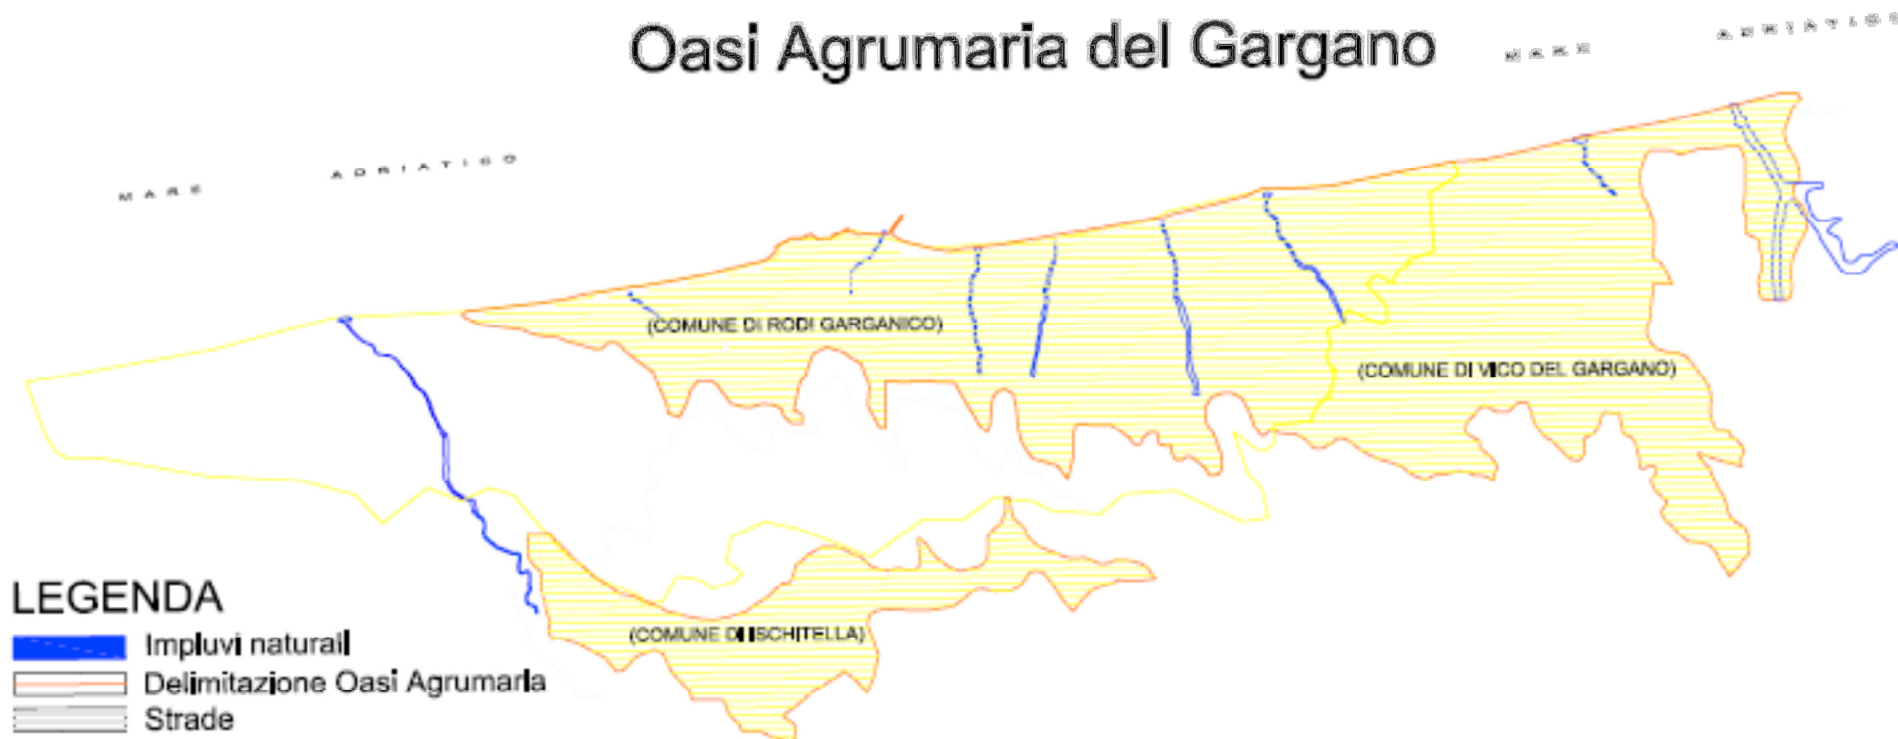 Oasi Agrumaria del Gargano
MARE ADRIATICO
MARE ADRIATICO
(COMUNE DI RODI GARGANICO)
(COMUNE DI VICO DEL GARGANO)
(COMUNE DI ISCHITELLA)
LEGENDA
Impluvi naturali
Delimitazione Oasi Agrumaria
Strade